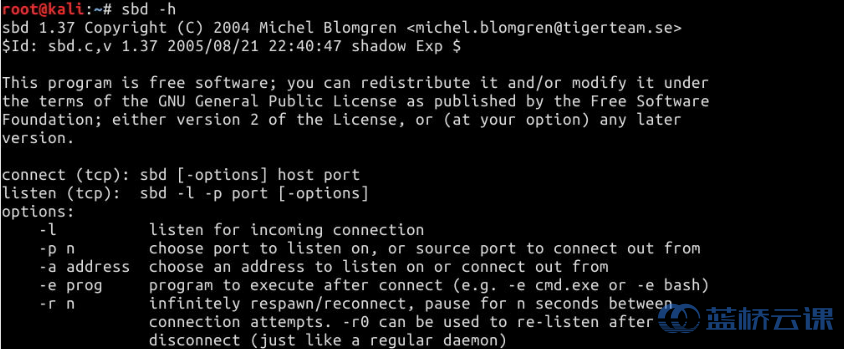 root@kali:~# sbd -h
sbd 1.37 Copyright (C) 2004 Michel Blomgren <michel.blomgren@tigerteam.se>
$Id: sbd.c,v 1.37 2005/08/21 22:40:47 shadow Exp $
This program is free software; you can redistribute it and/or modify it under
the terms of the GNU General Public License as published by the Free Software
Foundation; either version 2 of the License, or (at your option) any later
version.
connect (tcp): sbd [-options] host port
listen (tcp):  sbd -l -p port [-options]
options:
    -l          listen for incoming connection
    -p n        choose port to listen on, or source port to connect out from
    -a address  choose an address to listen on or connect out from
    -e prog     program to execute after connect (e.g. -e cmd.exe or -e bash)
    -r n        infinitely respawn/reconnect, pause for n seconds between
                connection attempts. -r0 can be used to re-listen after
                disconnect (just like a regular daemon)
蓝桥云课